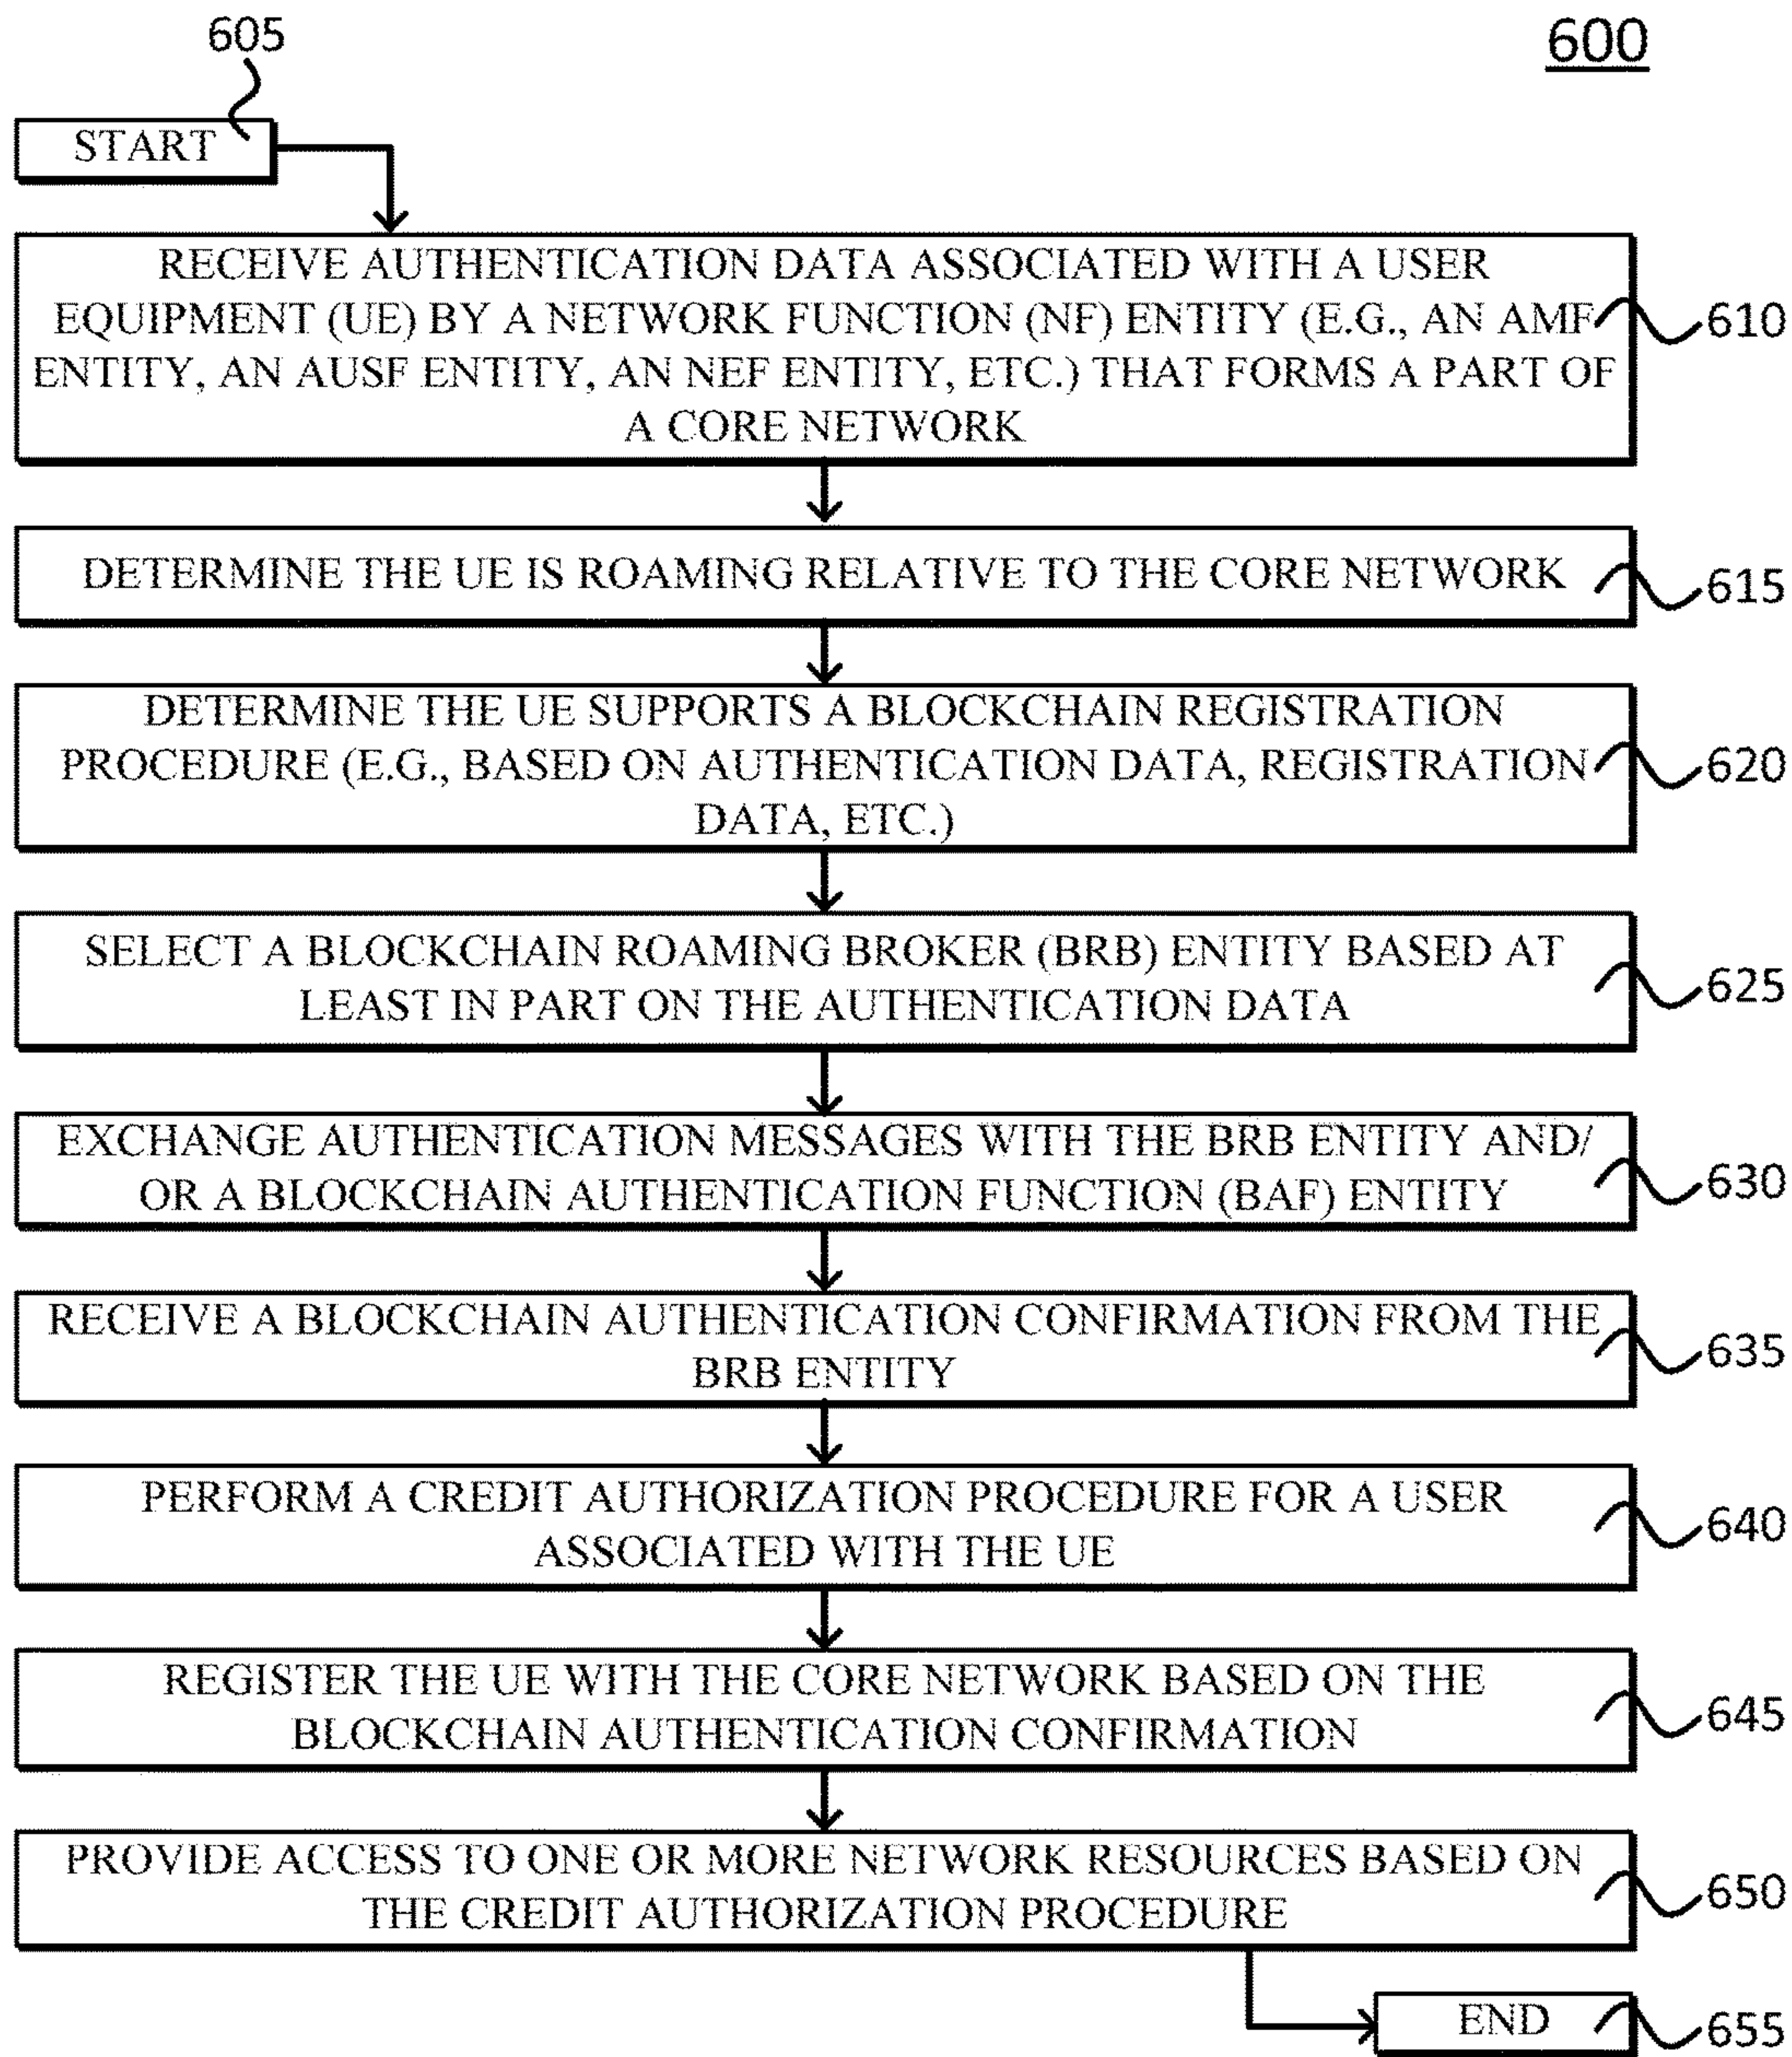 605
600
START
RECEIVE AUTHENTICATION DATA ASSOCIATED WITH A USER
EQUIPMENT (UE) BY A NETWORK FUNCTION (NF) ENTITY (E.G., AN AMF
ENTITY, AN AUSF ENTITY, AN NEF ENTITY, ETC.) THAT FORMS A PART OF
A CORE NETWORK
610
DETERMINE THE UE IS ROAMING RELATIVE TO THE CORE NETWORK
615
DETERMINE THE UE SUPPORTS A BLOCKCHAIN REGISTRATION
PROCEDURE (E.G., BASED ON AUTHENTICATION DATA, REGISTRATION
DATA, ETC.)
620
SELECT A BLOCKCHAIN ROAMING BROKER (BRB) ENTITY BASED AT
LEAST IN PART ON THE AUTHENTICATION DATA
625
EXCHANGE AUTHENTICATION MESSAGES WITH THE BRB ENTITY AND/
OR A BLOCKCHAIN AUTHENTICATION FUNCTION (BAF) ENTITY
630
RECEIVE A BLOCKCHAIN AUTHENTICATION CONFIRMATION FROM THE
BRB ENTITY
635
PERFORM A CREDIT AUTHORIZATION PROCEDURE FOR A USER
ASSOCIATED WITH THE UE
640
REGISTER THE UE WITH THE CORE NETWORK BASED ON THE
BLOCKCHAIN AUTHENTICATION CONFIRMATION
645
PROVIDE ACCESS TO ONE OR MORE NETWORK RESOURCES BASED ON
THE CREDIT AUTHORIZATION PROCEDURE
650
END
655